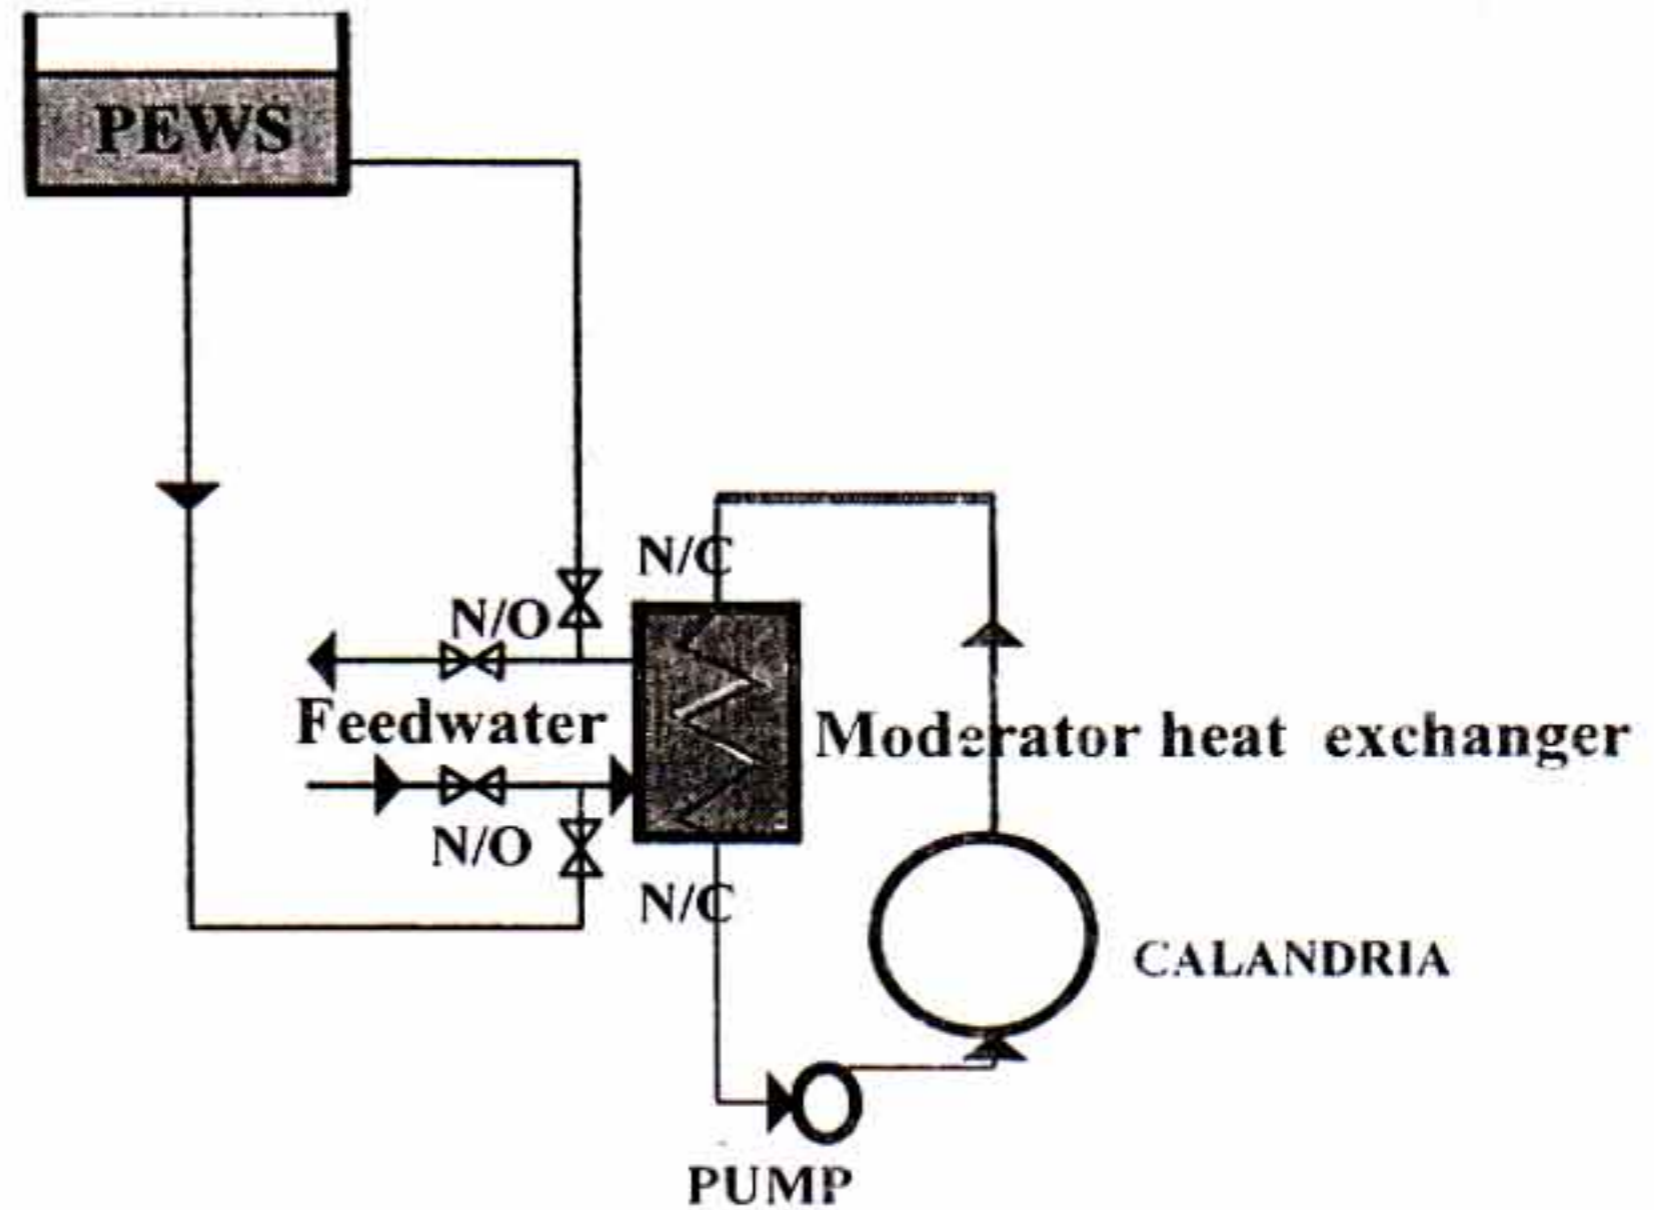 PEWS
N/C
N/O
Feedwater
Moderator heat exchanger
N/O
N/C
CALANDRIA
PUMP